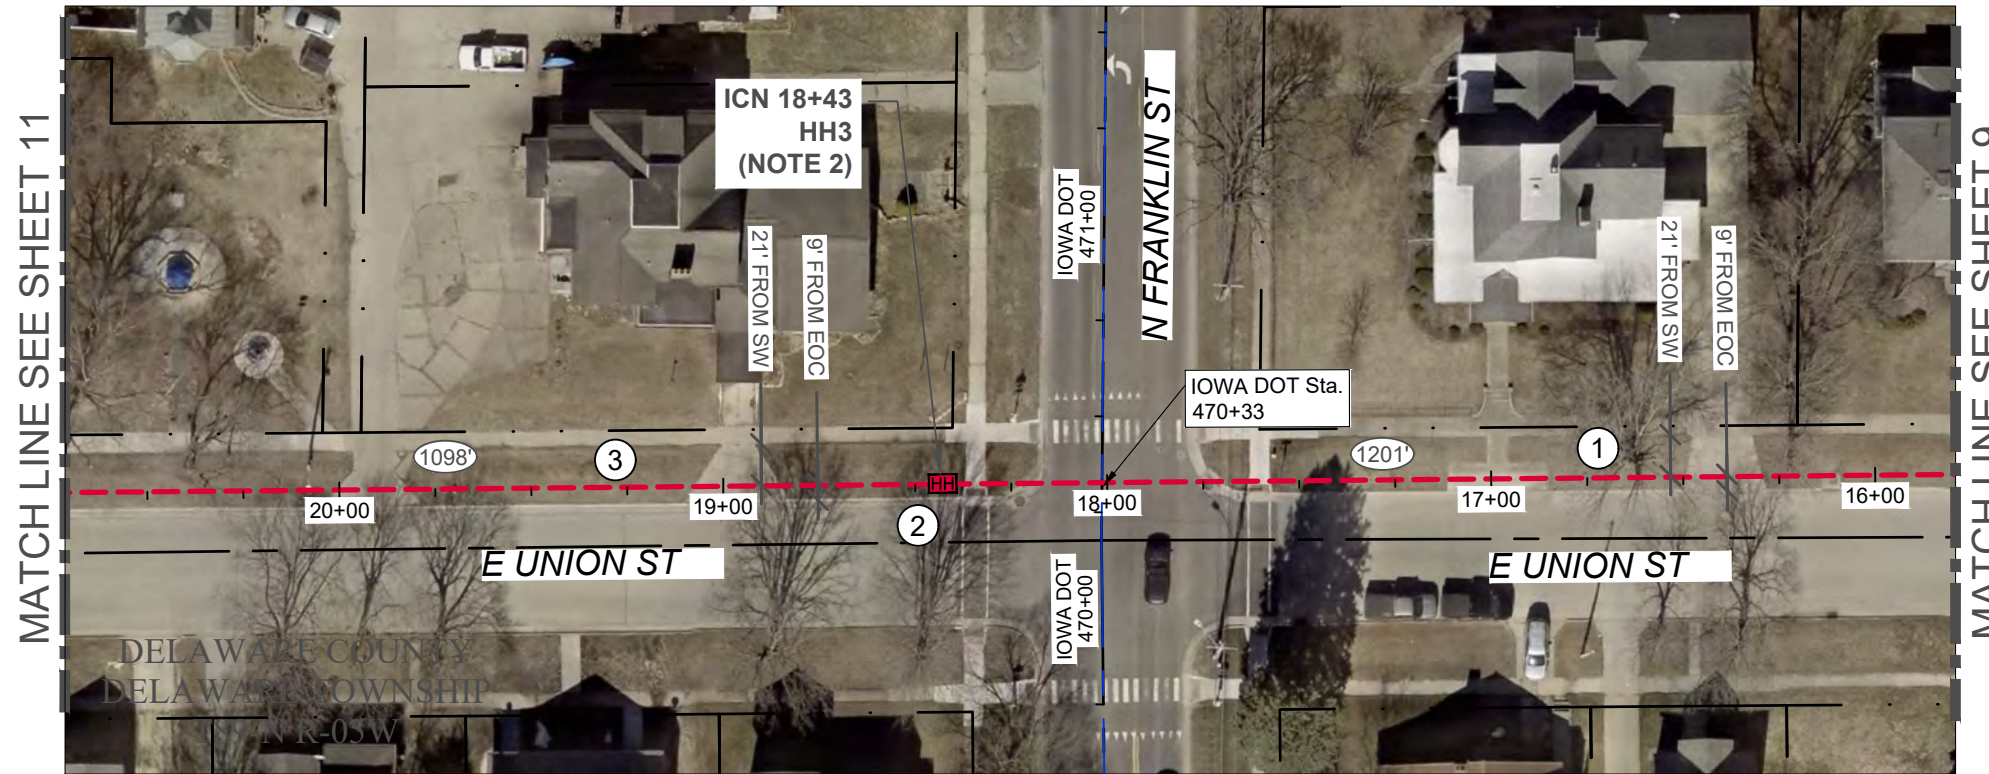 MATCH LINE SEE SHEET 11
ICN 18+43
HH3
(NOTE 2)
21' FROM SW
9' FROM EOC
IOWA DOT
471+00
N FRANKLIN ST
IOWA DOT Sta.
470+33
21' FROM SW
9' FROM EOC
1098'
3
HH
2
1201'
1
20+00
19+00
18+00
17+00
16+00
E UNION ST
E UNION ST
IOWA DOT
470+00
DELAWARE COUNTY
DELAWARE TOWNSHIP
N R-05W
MATCH LINE SEE SHEET